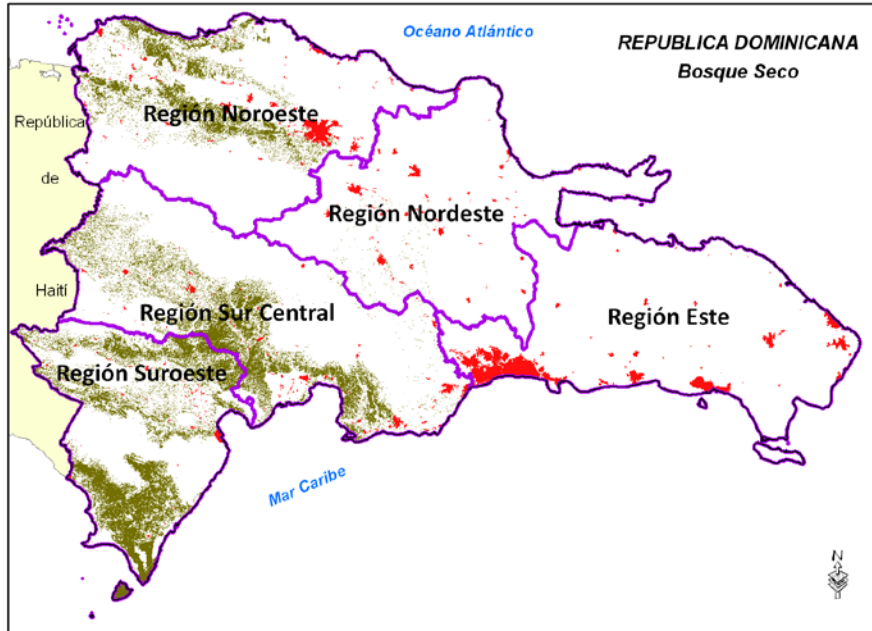 Océano Atlántico
REPUBLICA DOMINICANA
Bosque Seco
República
de
Haití
Región Noroeste
Región Nordeste
Región Sur Central
Región Este
Región Suroeste
Mar Caribe
N